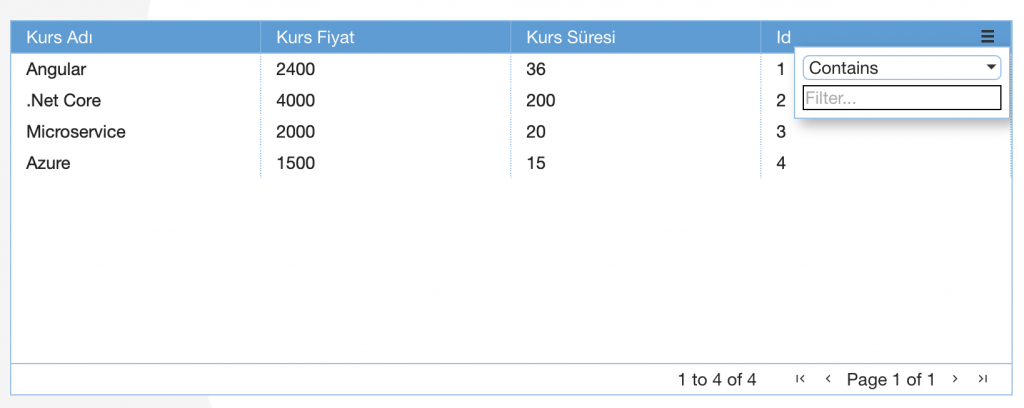 Kurs Adı Kurs Fiyat Kurs Süresi Id
Angular 2400 36 1
Contains
.Net Core 4000 200 2
Filter...
Microservice 2000 20 3
Azure 1500 15 4
1 to 4 of 4 Page 1 of 1